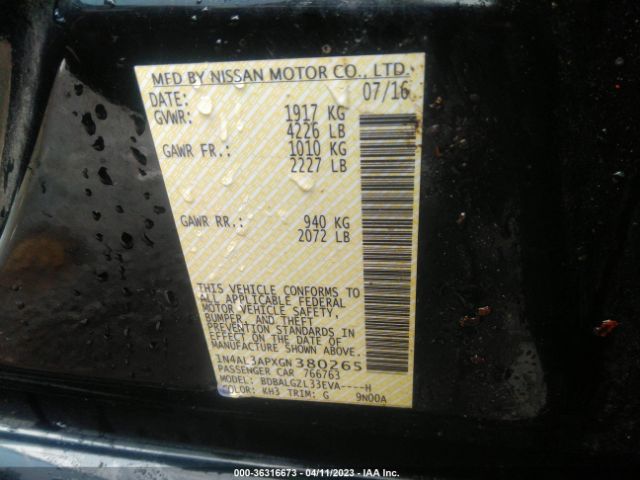 MFD BY NISSAN MOTOR CO., LTD.
DATE: 07/16
GVWR: 1917 KG
4226 LB
GAWR FR.: 1010 KG
2227 LB
GAWR RR.: 940 KG
2072 LB
THIS VEHICLE CONFORMS TO
ALL APPLICABLE FEDERAL
MOTOR VEHICLE SAFETY,
BUMPER, AND THEFT
PREVENTION STANDARDS IN
EFFECT ON THE DATE OF
MANUFACTURE SHOWN ABOVE.
1N4AL3APXGN380265
PASSENGER CAR 766763
MODEL: BDBALGZL33EVA----H
COLOR: KH3 TRIM: G 9N00A
000-36316673 - 04/11/2023 - IAA Inc.